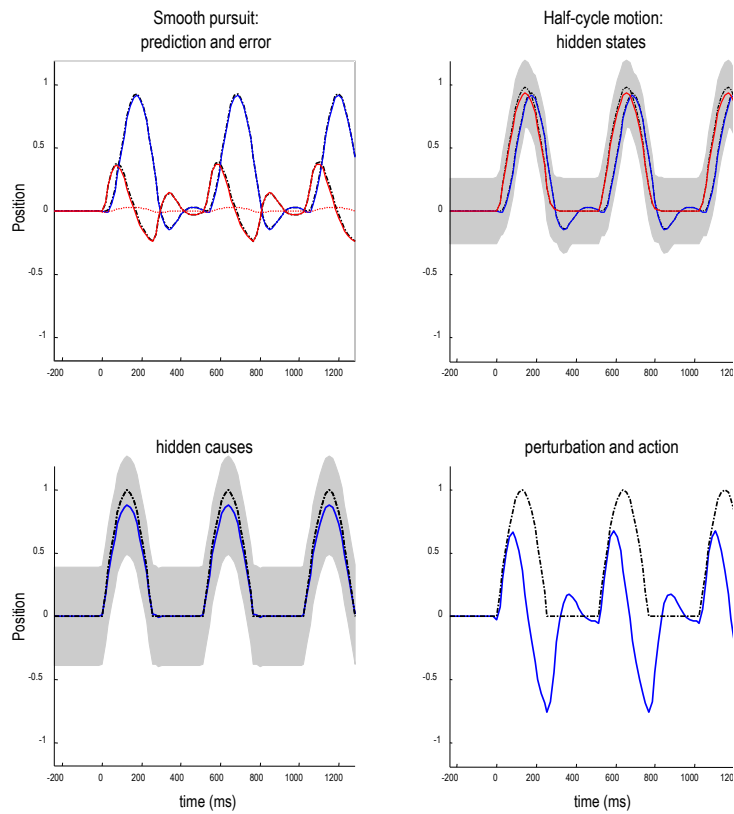 Smooth pursuit:
prediction and error
Position
1
0.5
0
-0.5
-1
-200 0 200 400 600 800 1000
Half-cycle motion:
hidden states
1
0.5
0
-0.5
-1
-200 0 200 400 600 800 1000 1200
hidden causes
Position
1
0.5
0
-0.5
-1
-200 0 200 400 600 800 1000
time (ms)
perturbation and action
1
0.5
0
-0.5
-1
-200 0 200 400 600 800 1000 1200
time (ms)